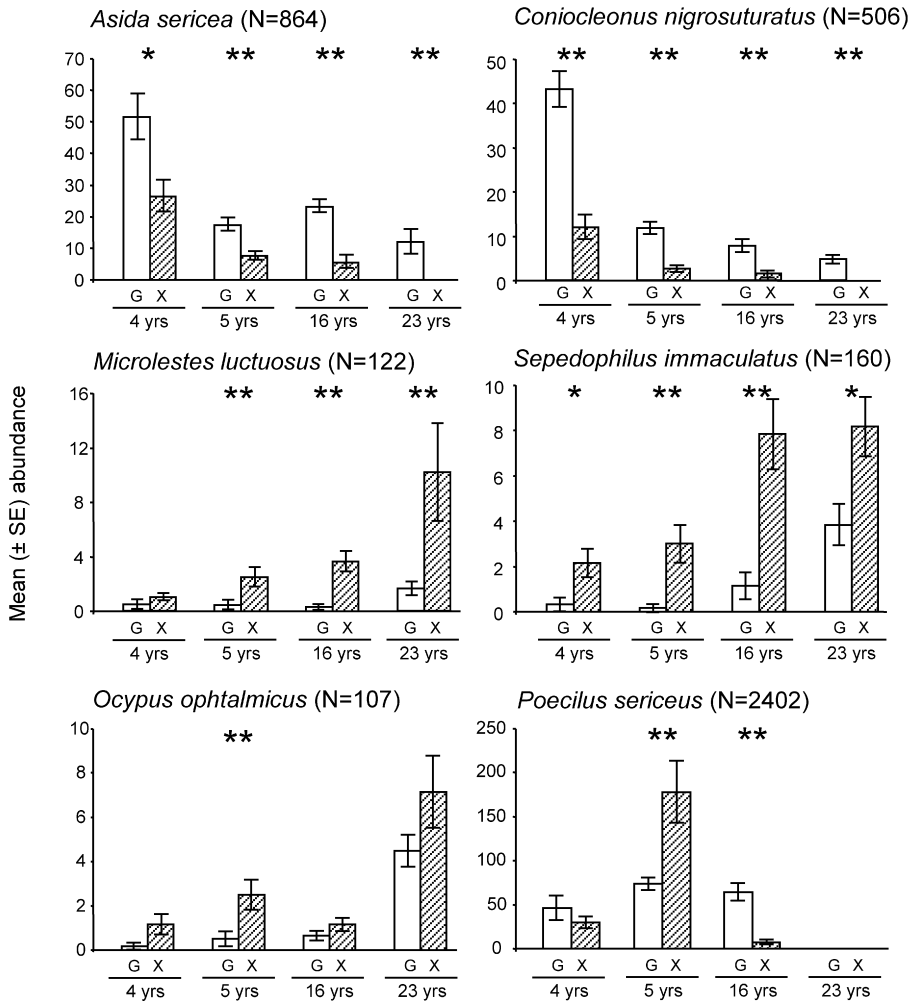 Asida sericea (N=864)
* ** ** **
70
60
50
40
30
20
10
0
G X G X G X G X
4 yrs 5 yrs 16 yrs 23 yrs
Coniocleonus nigrosuturatus (N=506)
** ** ** **
50
40
30
20
10
0
G X G X G X G X
4 yrs 5 yrs 16 yrs 23 yrs
Mean (± SE) abundance
Microlestes luctuosus (N=122)
** ** **
16
12
8
4
0
G X G X G X G X
4 yrs 5 yrs 16 yrs 23 yrs
Sepedophilus immaculatus (N=160)
* ** ** *
10
8
6
4
2
0
G X G X G X G X
4 yrs 5 yrs 16 yrs 23 yrs
Ocypus ophtalmicus (N=107)
**
10
8
6
4
2
0
G X G X G X G X
4 yrs 5 yrs 16 yrs 23 yrs
Poecilus sericeus (N=2402)
** **
250
200
150
100
50
0
G X G X G X G X
4 yrs 5 yrs 16 yrs 23 yrs